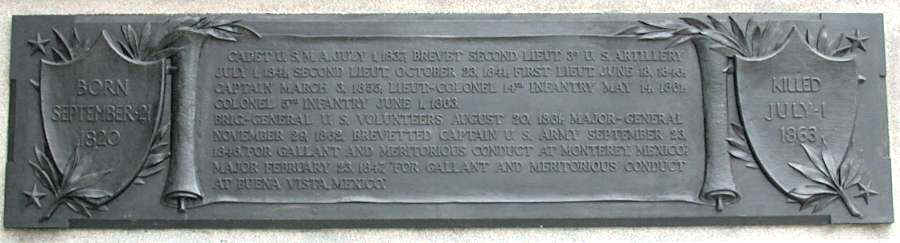 BORN
SEPTEMBER·21
1820
CADET U. S. M. A. JULY 1, 1837, BREVET SECOND LIEUT. 3D U. S. ARTILLERY
JULY 1, 1841, SECOND LIEUT. OCTOBER 23, 1841, FIRST LIEUT. JUNE 18, 1846.
CAPTAIN MARCH 3, 1855, LIEUT.-COLONEL 14TH INFANTRY MAY 14, 1861.
COLONEL 5TH INFANTRY JUNE 1, 1863.
BRIG.-GENERAL U. S. VOLUNTEERS AUGUST 20, 1861, MAJOR-GENERAL
NOVEMBER 29, 1862. BREVETTED CAPTAIN U. S. ARMY SEPTEMBER 23,
1846, "FOR GALLANT AND MERITORIOUS CONDUCT AT MONTEREY MEXICO",
MAJOR FEBRUARY 23, 1847, "FOR GALLANT AND MERITORIOUS CONDUCT
AT BUENA VISTA, MEXICO."
KILLED
JULY·1
1863